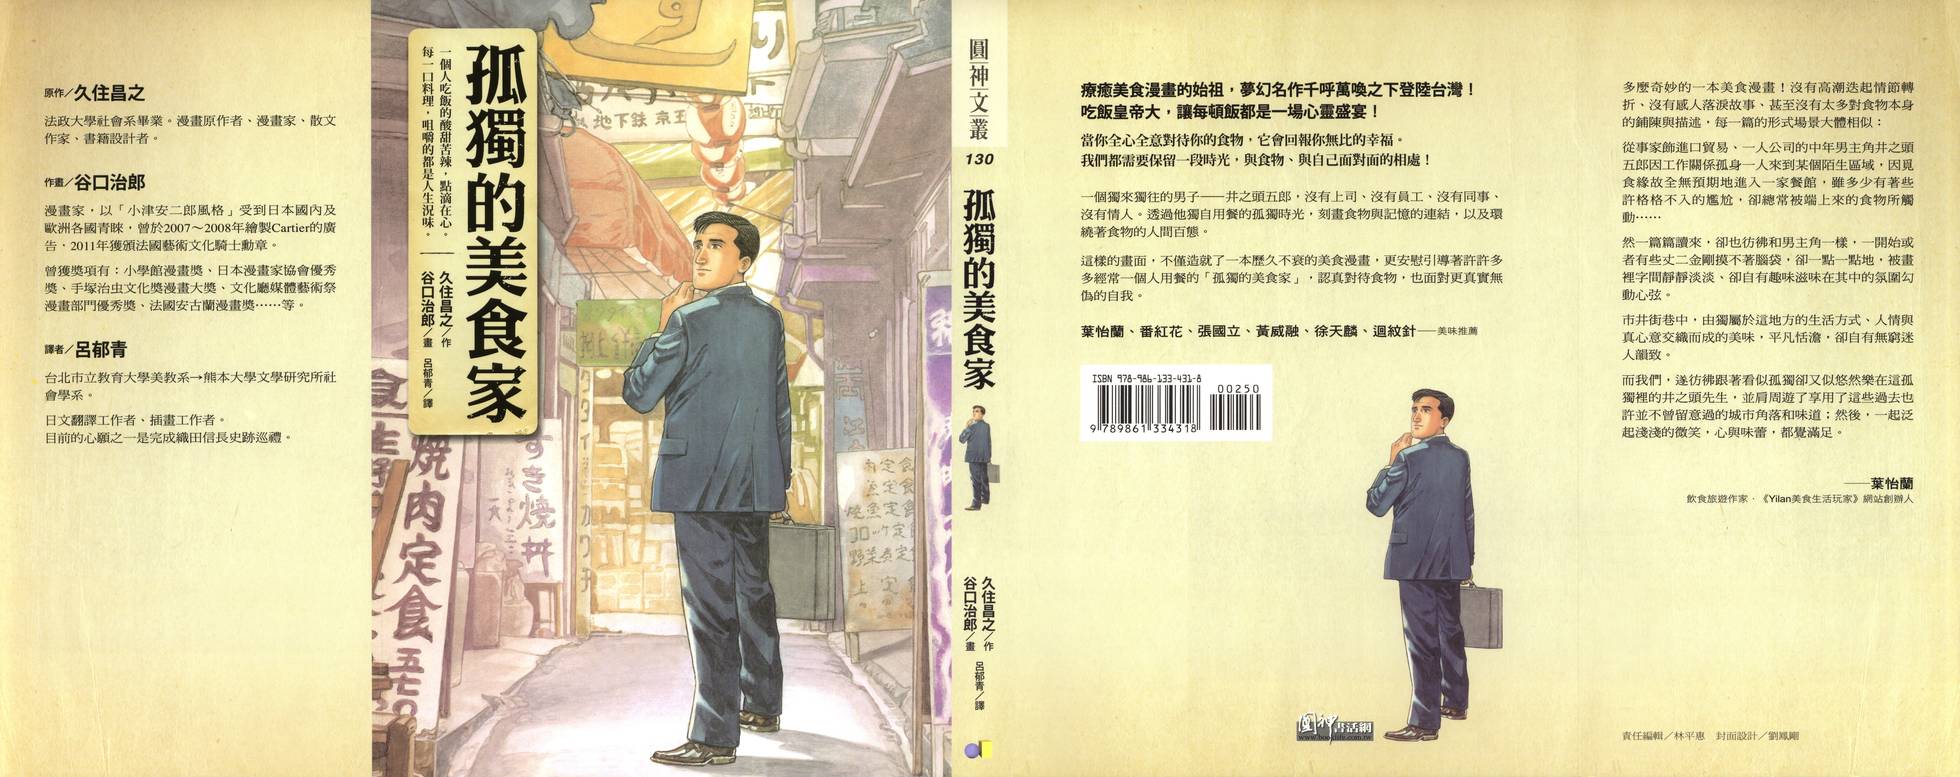 原作／久住昌之
法政大學社會系畢業。漫畫原作者、漫畫家、散文
作家、書籍設計者。
作畫／谷口治郎
漫畫家，以「小津安二郎風格」受到日本國內及
歐洲各國青睞，曾於2007～2008年繪製Cartier的廣
告，2011年獲頒法國藝術文化騎士勳章。
曾獲獎項有：小學館漫畫獎、日本漫畫家協會優秀
獎、手塚治虫文化獎漫畫大獎、文化廳媒體藝術祭
漫畫部門優秀獎、法國安古蘭漫畫獎……等。
譯者／呂郁青
台北市立教育大學美教系→熊本大學文學研究所社
會學系。
日文翻譯工作者、插畫工作者。
目前的心願之一是完成織田信長史跡巡禮。
孤獨的美食家
一個人吃飯的酸甜苦辣，點滴在心。
每一口料理，咀嚼的都是人生況味。
久住昌之／作
谷口治郎／畫
呂郁青／譯
地下鉄 京王
焼肉定食
五七〇
すき焼丼
圓神文叢
130
孤獨的美食家
久住昌之／作
谷口治郎／畫
呂郁青／譯
療癒美食漫畫的始祖，夢幻名作千呼萬喚之下登陸台灣！
吃飯皇帝大，讓每頓飯都是一場心靈盛宴！
當你全心全意對待你的食物，它會回報你無比的幸福。
我們都需要保留一段時光，與食物、與自己面對面的相處！
一個獨來獨往的男子——井之頭五郎，沒有上司、沒有員工、沒有同事、
沒有情人。透過他獨自用餐的孤獨時光，刻畫食物與記憶的連結，以及環
繞著食物的人間百態。
這樣的畫面，不僅造就了一本歷久不衰的美食漫畫，更安慰引導著許許多
多經常一個人用餐的「孤獨的美食家」，認真對待食物，也面對更真實無
偽的自我。
葉怡蘭、番紅花、張國立、黃威融、徐天麟、迴紋針——美味推薦
ISBN 978-986-133-431-8
00250
9 789861 334318
圓神書活網
www.booklife.com.tw
多麼奇妙的一本美食漫畫！沒有高潮迭起情節轉
折、沒有感人落淚故事、甚至沒有太多對食物本身
的鋪陳與描述，每一篇的形式場景大體相似：
從事家飾進口貿易、一人公司的中年男主角井之頭
五郎因工作關係孤身一人來到某個陌生區域，因覓
食緣故全無預期地進入一家餐館，雖多少有著些
許格格不入的尷尬，卻總常被端上來的食物所觸
動……
然一篇篇讀來，卻也彷彿和男主角一樣，一開始或
者有些丈二金剛摸不著腦袋，卻一點一點地，被畫
裡字間靜靜淡淡、卻自有趣味滋味在其中的氛圍勾
動心弦。
市井街巷中，由獨屬於這地方的生活方式、人情與
真心意交織而成的美味，平凡恬澹，卻自有無窮迷
人韻致。
而我們，遂彷彿跟著看似孤獨卻又似悠然樂在這孤
獨裡的井之頭先生，並肩周遊了享用了這些過去也
許並不曾留意過的城市角落和味道；然後，一起泛
起淺淺的微笑，心與味蕾，都覺滿足。
——葉怡蘭
飲食旅遊作家．《Yilan美食生活玩家》網站創辦人
責任編輯／林平惠　封面設計／劉鳳剛